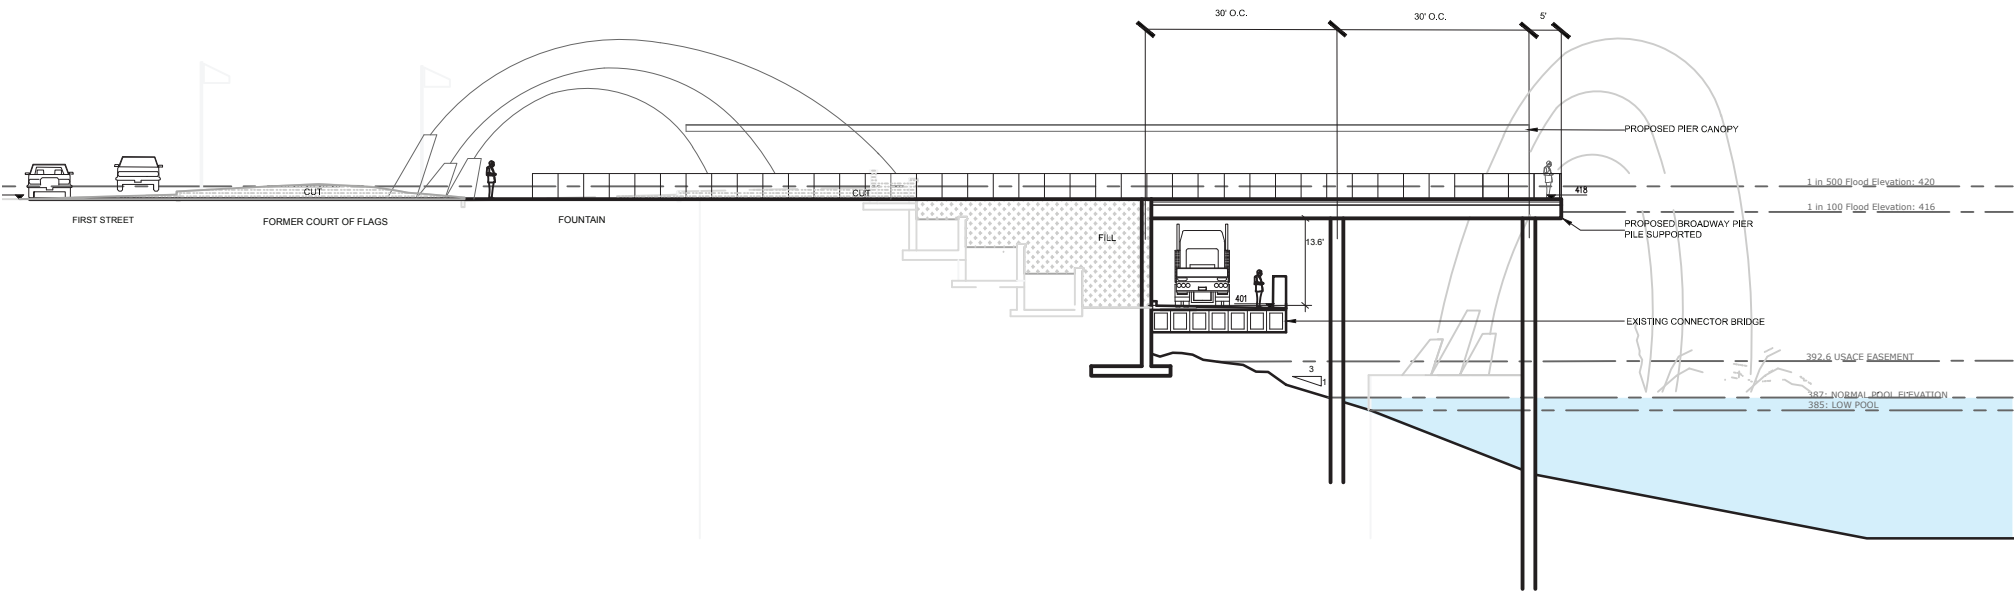 30' O.C.
30' O.C.
5'
PROPOSED PIER CANOPY
1 in 500 Flood Elevation: 420
CUT
CUT
418
1 in 100 Flood Elevation: 416
FIRST STREET
FORMER COURT OF FLAGS
FOUNTAIN
PROPOSED BROADWAY PIER
PILE SUPPORTED
FILL
13.6'
401
EXISTING CONNECTOR BRIDGE
392.6 USACE EASEMENT
3
1
387: NORMAL POOL ELEVATION
385: LOW POOL